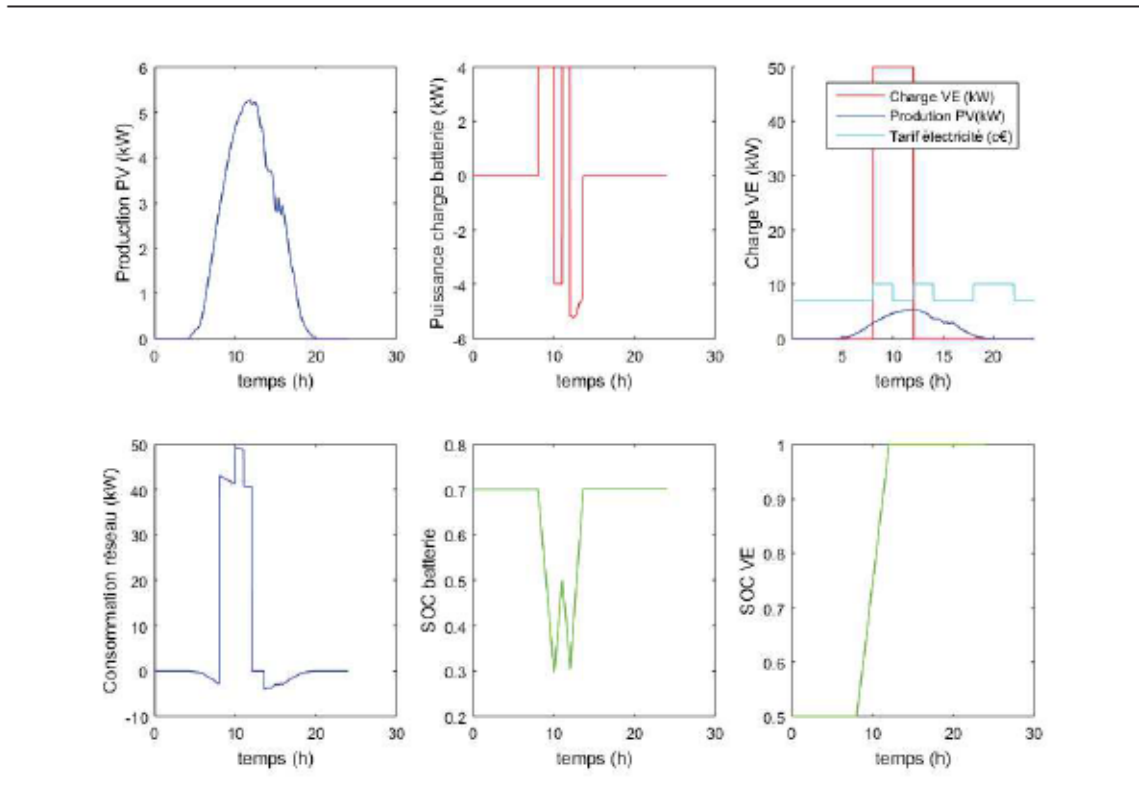 6
5
4
3
2
1
0
Production PV (kW)
0 10 20 30
temps (h)
4
2
0
-2
-4
-6
Puissance charge batterie (kW)
0 10 20 30
temps (h)
50
40
30
20
10
0
Charge VE (kW)
Charge VE (kW)
Prodution PV(kW)
Tarif électricité (c€)
5 10 15 20
temps (h)
50
40
30
20
10
0
-10
Consommation réseau (kW)
0 10 20 30
temps (h)
0.8
0.7
0.6
0.5
0.4
0.3
0.2
SOC batterie
0 10 20 30
temps (h)
1
0.9
0.8
0.7
0.6
0.5
SOC VE
0 10 20 30
temps (h)